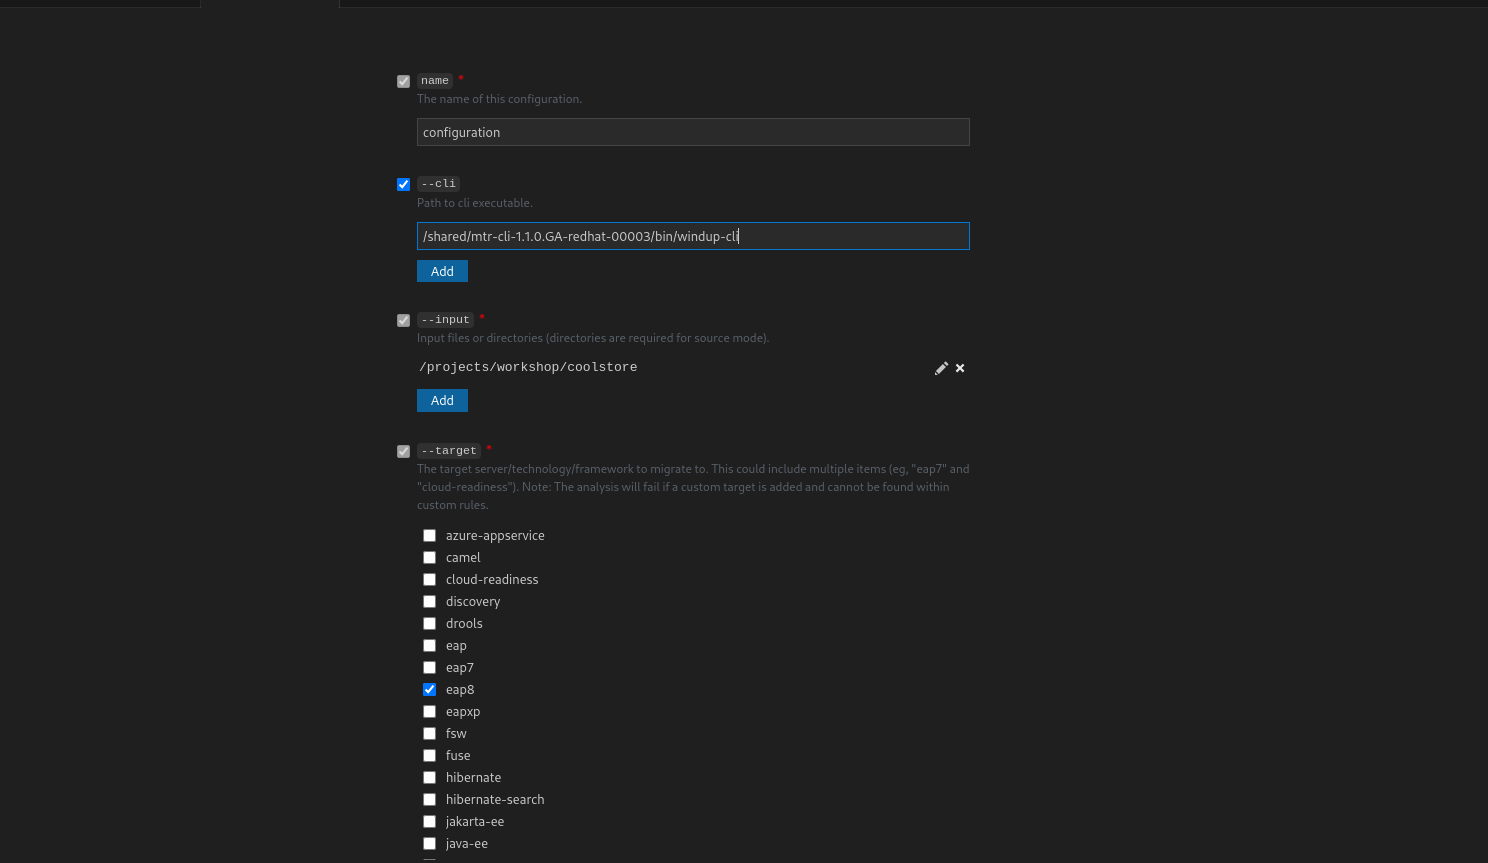 name *
The name of this configuration.
configuration
--cli
Path to cli executable.
/shared/mtr-cli-1.1.0.GA-redhat-00003/bin/windup-cli
Add
--input *
Input files or directories (directories are required for source mode).
/projects/workshop/coolstore
Add
--target *
The target server/technology/framework to migrate to. This could include multiple items (eg, "eap7" and
"cloud-readiness"). Note: The analysis will fail if a custom target is added and cannot be found within
custom rules.
azure-appservice
camel
cloud-readiness
discovery
drools
eap
eap7
eap8
eapxp
fsw
fuse
hibernate
hibernate-search
jakarta-ee
java-ee